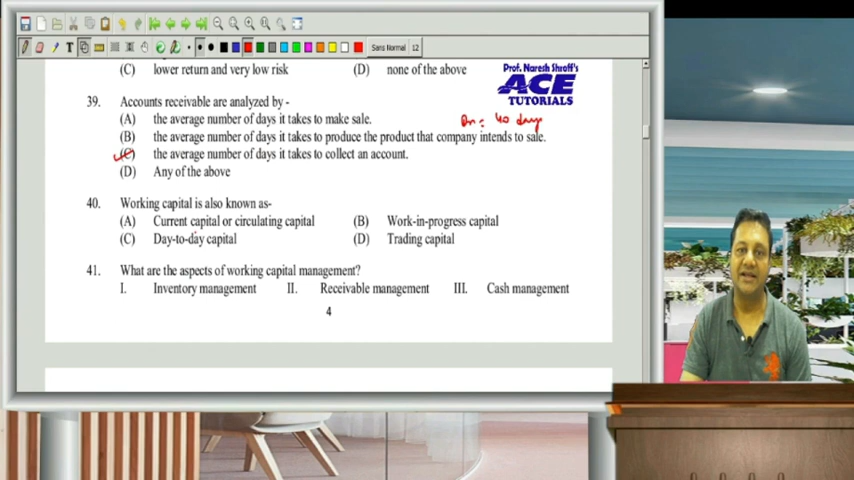 Sans Normal 12
(C) lower return and very low risk (D) none of the above
Prof. Naresh Shroff's
ACE
TUTORIALS
39. Accounts receivable are analyzed by -
(A) the average number of days it takes to make sale.
Dr = 40 days
(B) the average number of days it takes to produce the product that company intends to sale.
(C) the average number of days it takes to collect an account.
(D) Any of the above
40. Working capital is also known as-
(A) Current capital or circulating capital (B) Work-in-progress capital
(C) Day-to-day capital (D) Trading capital
41. What are the aspects of working capital management?
I. Inventory management II. Receivable management III. Cash management
4